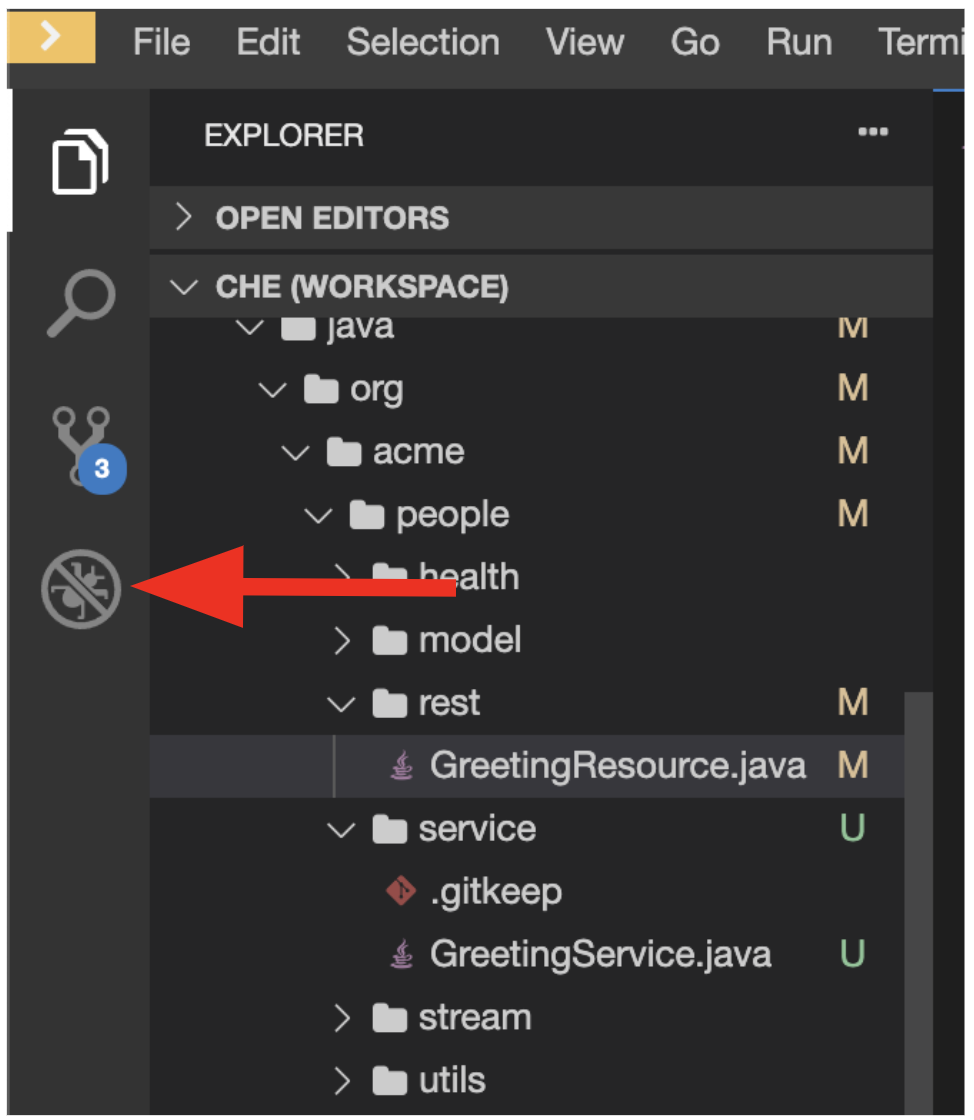 File Edit Selection View Go Run Termi
EXPLORER
OPEN EDITORS
CHE (WORKSPACE)
java M
org M
acme M
3
people M
health
model
rest M
GreetingResource.java M
service U
.gitkeep
GreetingService.java U
stream
utils